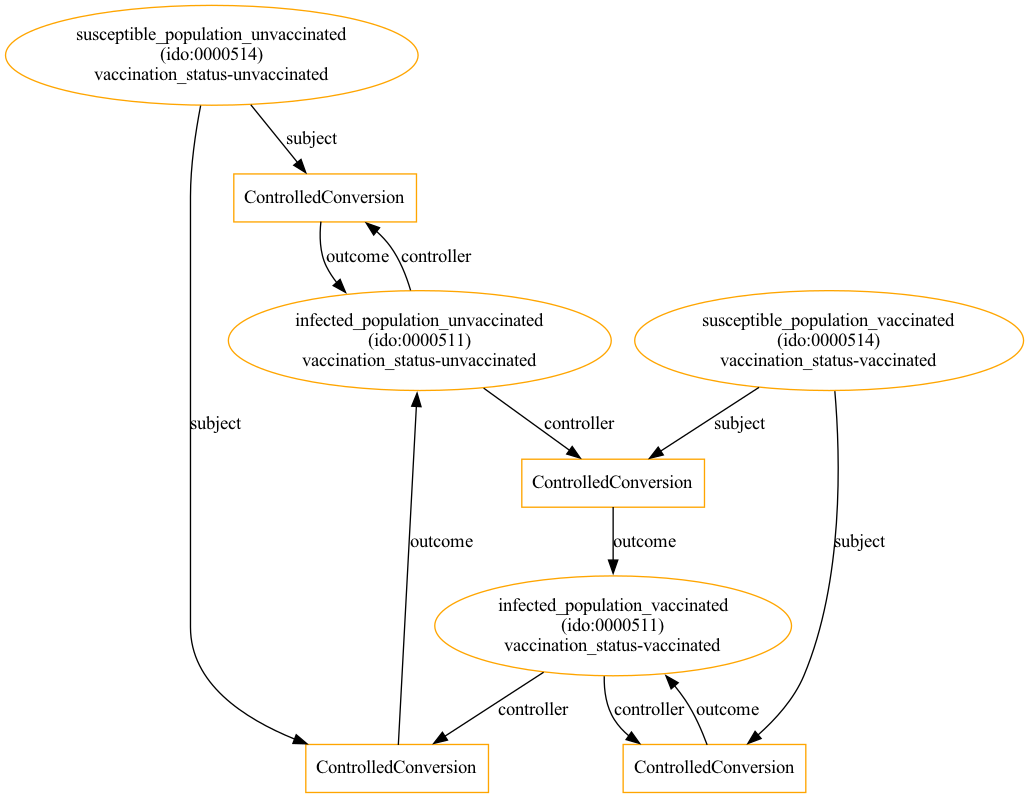 susceptible_population_unvaccinated
(ido:0000514)
vaccination_status-unvaccinated
subject
ControlledConversion
outcome
controller
infected_population_unvaccinated
(ido:0000511)
vaccination_status-unvaccinated
susceptible_population_vaccinated
(ido:0000514)
vaccination_status-vaccinated
subject
controller
subject
ControlledConversion
outcome
outcome
subject
infected_population_vaccinated
(ido:0000511)
vaccination_status-vaccinated
controller
controller
outcome
ControlledConversion
ControlledConversion